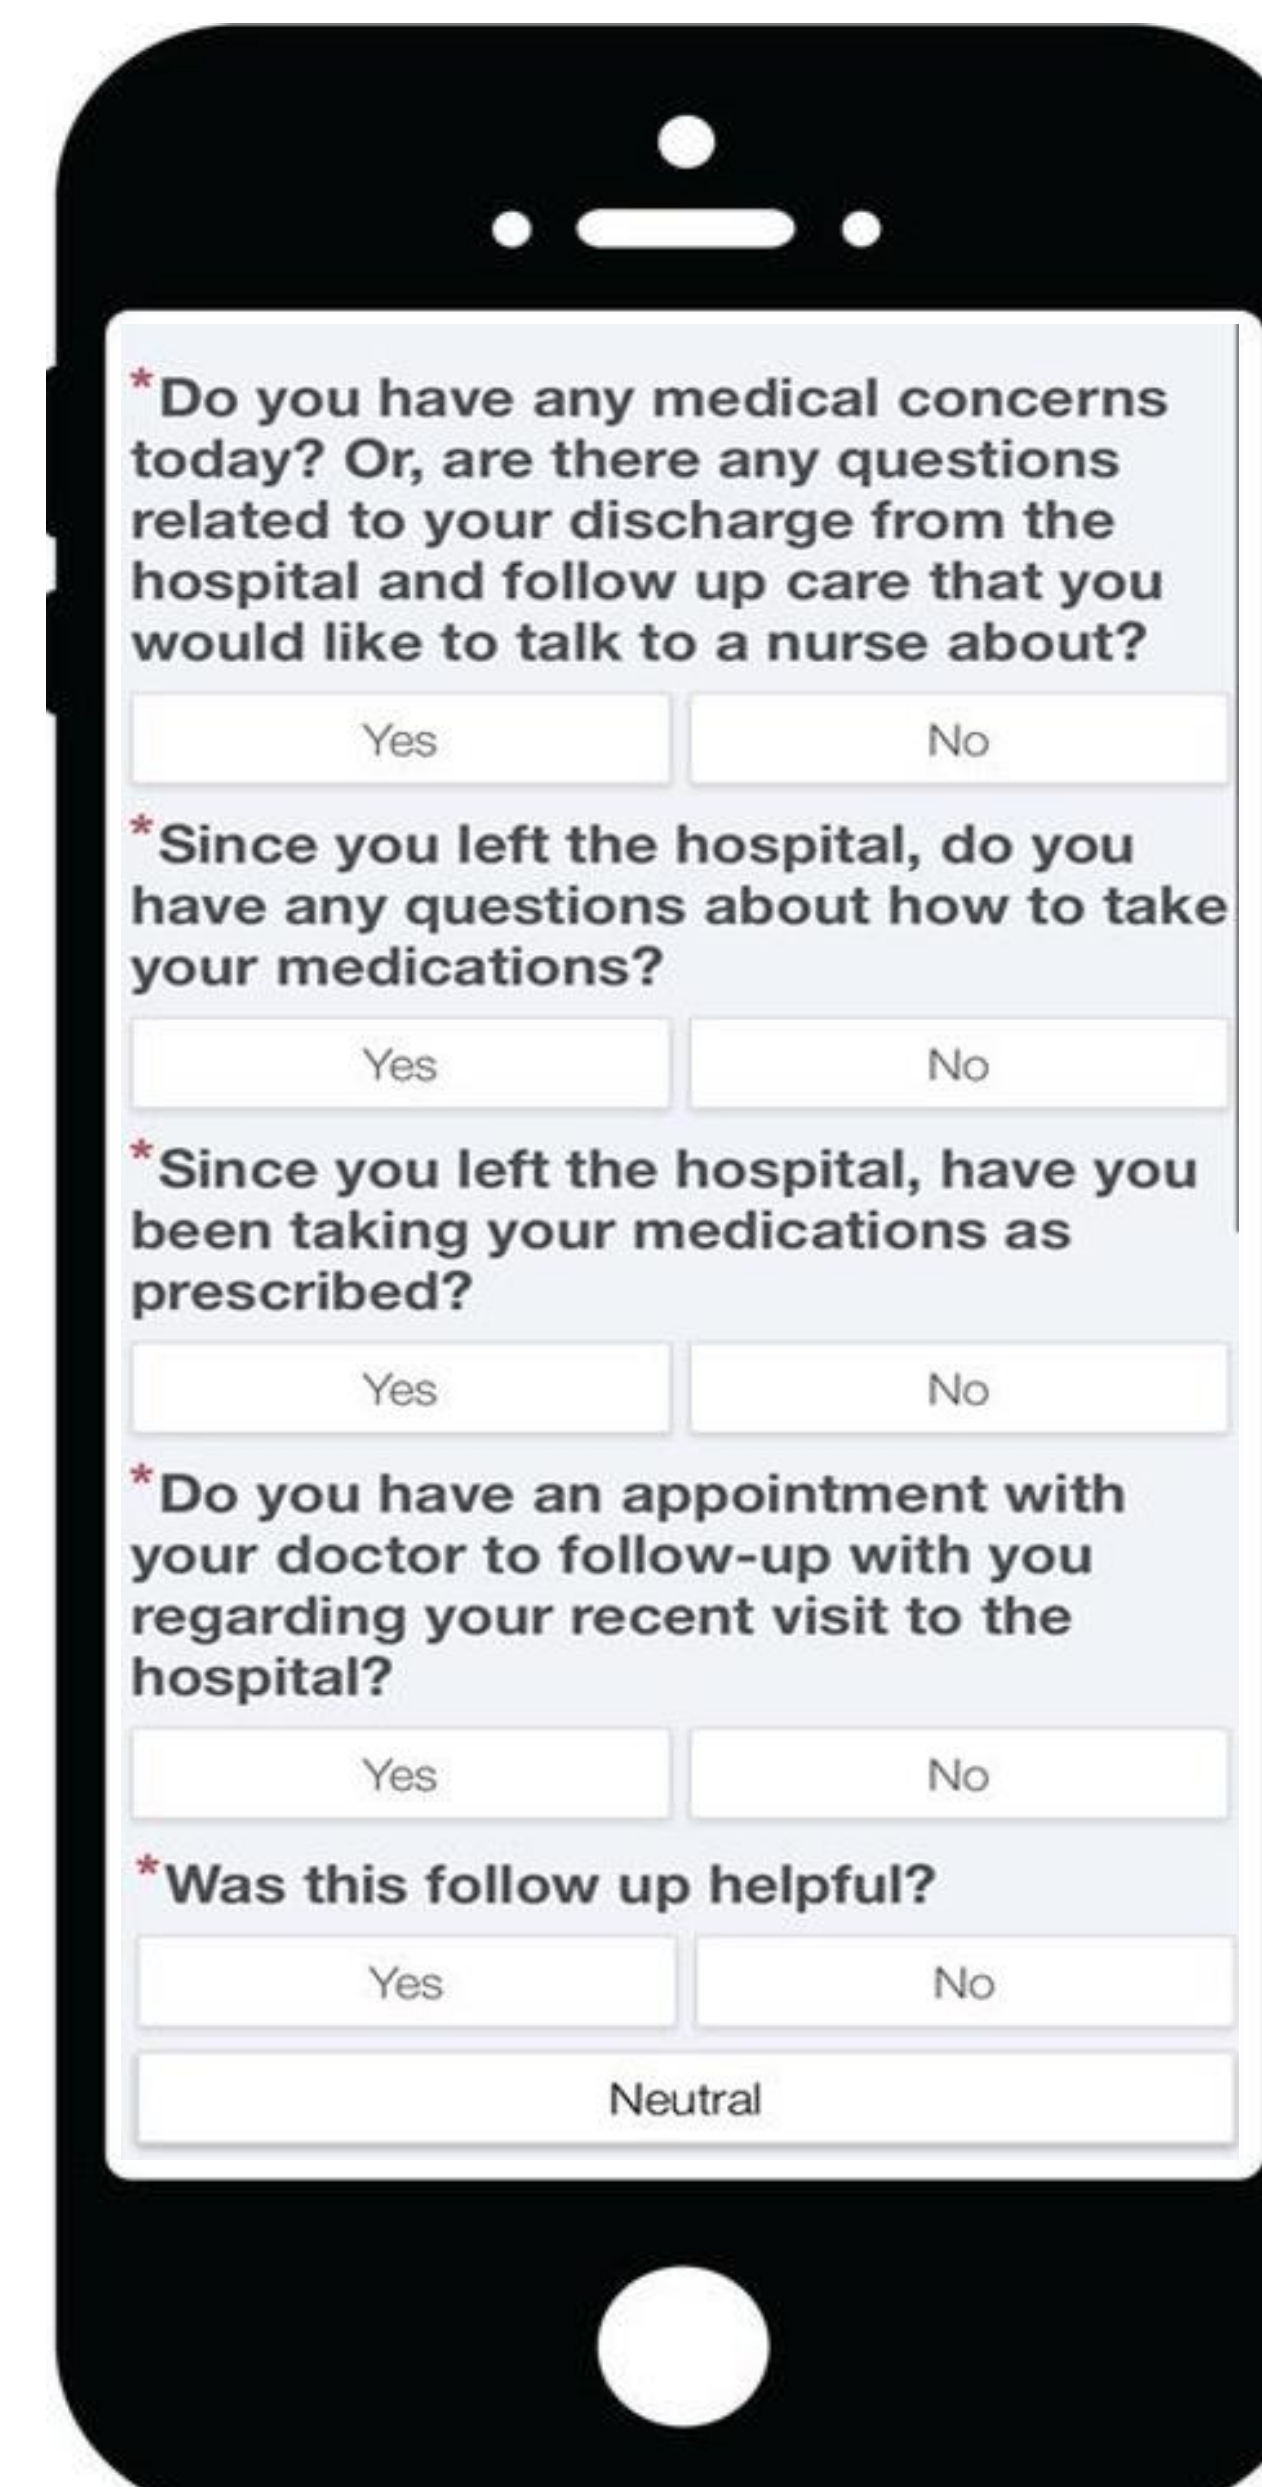 *Do you have any medical concerns
today? Or, are there any questions
related to your discharge from the
hospital and follow up care that you
would like to talk to a nurse about?
Yes No
*Since you left the hospital, do you
have any questions about how to take
your medications?
Yes No
*Since you left the hospital, have you
been taking your medications as
prescribed?
Yes No
*Do you have an appointment with
your doctor to follow-up with you
regarding your recent visit to the
hospital?
Yes No
*Was this follow up helpful?
Yes No
Neutral